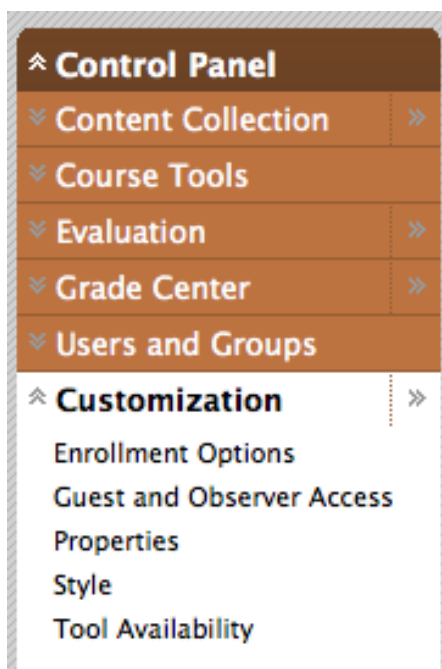 Control Panel
Content Collection
Course Tools
Evaluation
Grade Center
Users and Groups
Customization
Enrollment Options
Guest and Observer Access
Properties
Style
Tool Availability